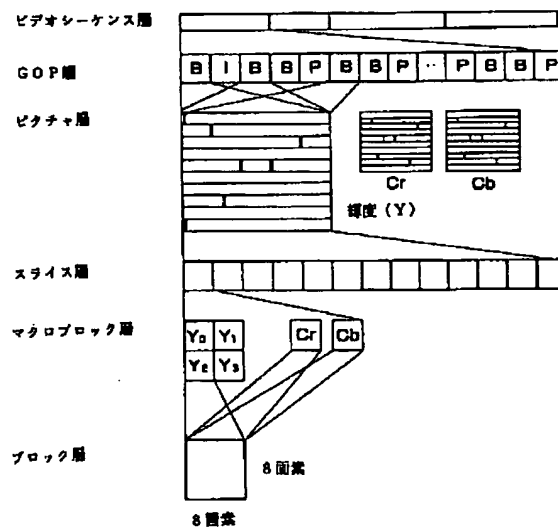 ビデオシーケンス層
GOP層
B I B B P B B P ·· P B B P
ピクチャ層
Cr Cb
輝度(Y)
スライス層
マクロブロック層
Y0 Y1 Cr Cb
Y2 Y3
ブロック層
8画素
8画素